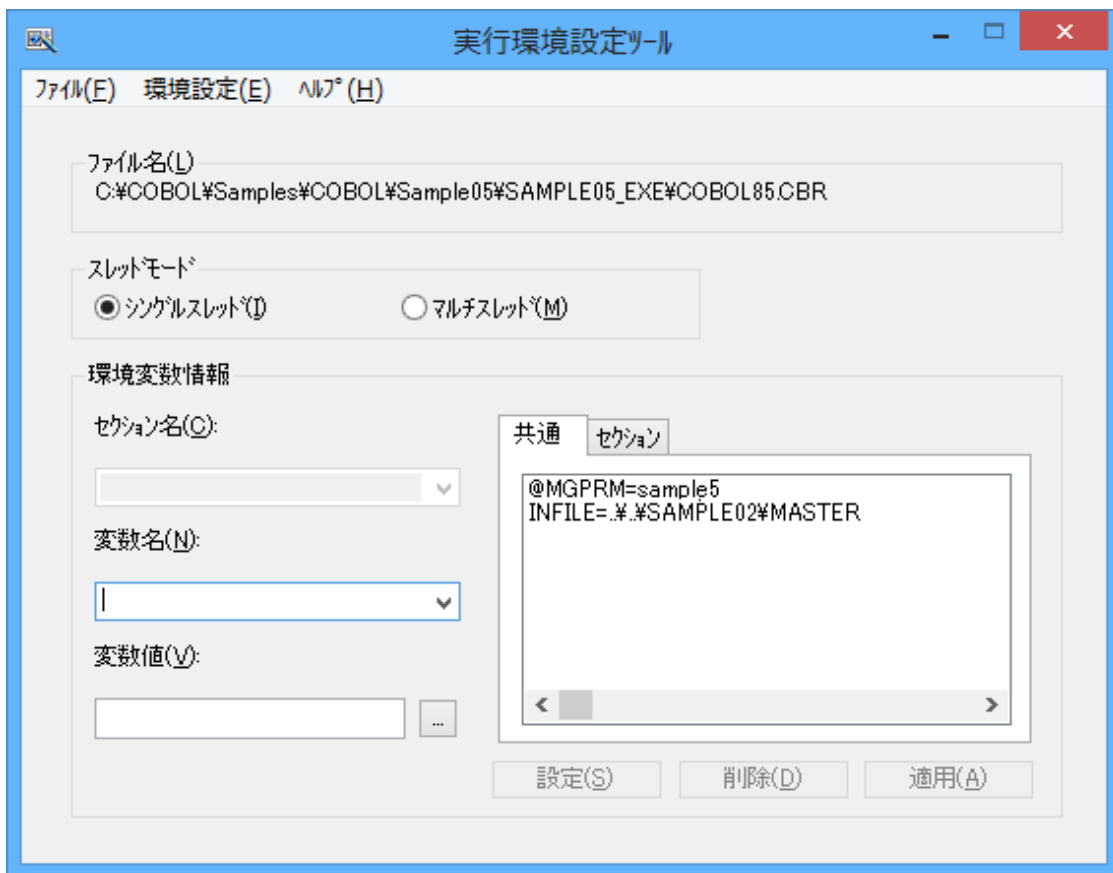 実行環境設定ﾂｰﾙ
ﾌｧｲﾙ(F) 環境設定(E) ﾍﾙﾌﾟ(H)
ﾌｧｲﾙ名(L)
C:¥COBOL¥Samples¥COBOL¥Sample05¥SAMPLE05_EXE¥COBOL85.CBR
ｽﾚｯﾄﾞﾓｰﾄﾞ
ｼﾝｸﾞﾙｽﾚｯﾄﾞ(I) ﾏﾙﾁｽﾚｯﾄﾞ(M)
環境変数情報
ｾｸｼｮﾝ名(C):
共通 ｾｸｼｮﾝ
@MGPRM=sample5
INFILE=..¥..¥SAMPLE02¥MASTER
変数名(N):
変数値(V):
...
設定(S) 削除(D) 適用(A)